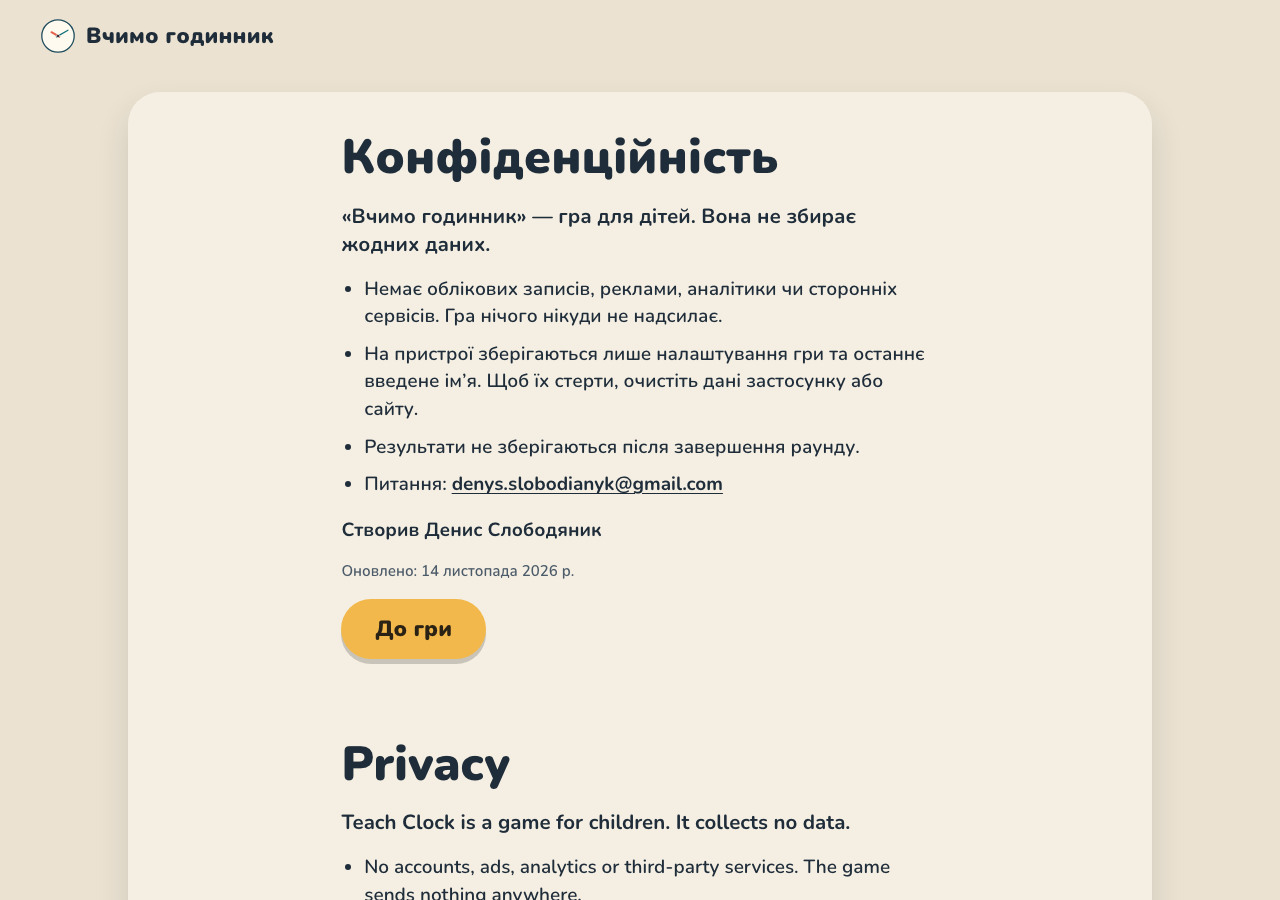 Вчимо годинник
Конфіденційність
«Вчимо годинник» — гра для дітей. Вона не збирає
жодних даних.
Немає облікових записів, реклами, аналітики чи сторонніх
сервісів. Гра нічого нікуди не надсилає.
На пристрої зберігаються лише налаштування гри та останнє
введене ім’я. Щоб їх стерти, очистіть дані застосунку або
сайту.
Результати не зберігаються після завершення раунду.
Питання: denys.slobodianyk@gmail.com
Створив Денис Слободяник
Оновлено: 14 листопада 2026 р.
До гри
Privacy
Teach Clock is a game for children. It collects no data.
No accounts, ads, analytics or third-party services. The game
sends nothing anywhere.